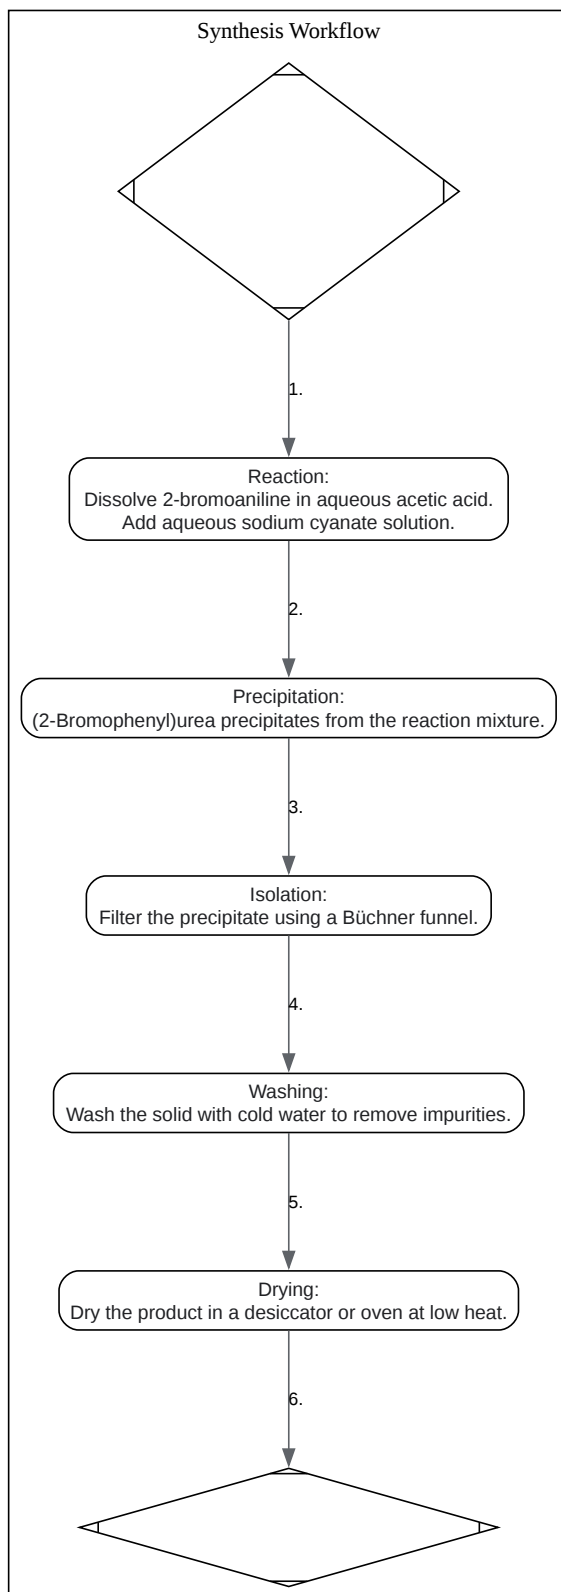 Synthesis Workflow
1.
Reaction:
Dissolve 2-bromoaniline in aqueous acetic acid.
Add aqueous sodium cyanate solution.
2.
Precipitation:
(2-Bromophenyl)urea precipitates from the reaction mixture.
3.
Isolation:
Filter the precipitate using a Büchner funnel.
4.
Washing:
Wash the solid with cold water to remove impurities.
5.
Drying:
Dry the product in a desiccator or oven at low heat.
6.